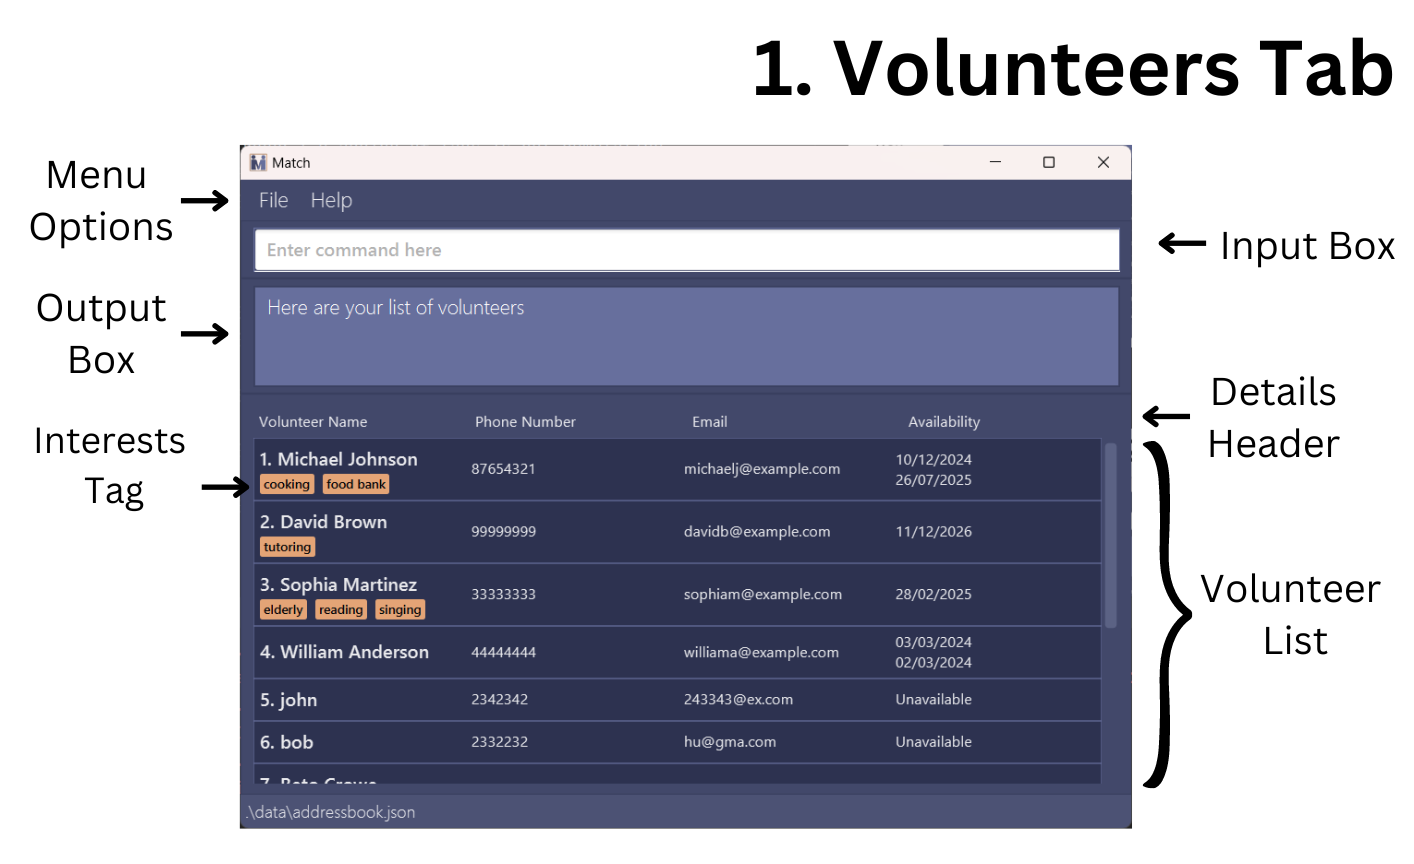 1. Volunteers Tab
Menu
Options
Match
File Help
Enter command here
Input Box
Output
Box
Here are your list of volunteers
Details
Header
Volunteer Name Phone Number Email Availability
Interests
Tag
1. Michael Johnson 87654321 michaelj@example.com 10/12/2024
26/07/2025
cooking food bank
2. David Brown 99999999 davidb@example.com 11/12/2026
tutoring
3. Sophia Martinez 33333333 sophiam@example.com 28/02/2025
elderly reading singing
Volunteer
List
4. William Anderson 44444444 williama@example.com 03/03/2024
02/03/2024
5. john 2342342 243343@ex.com Unavailable
6. bob 2332232 hu@gma.com Unavailable
.\data\addressbook.json